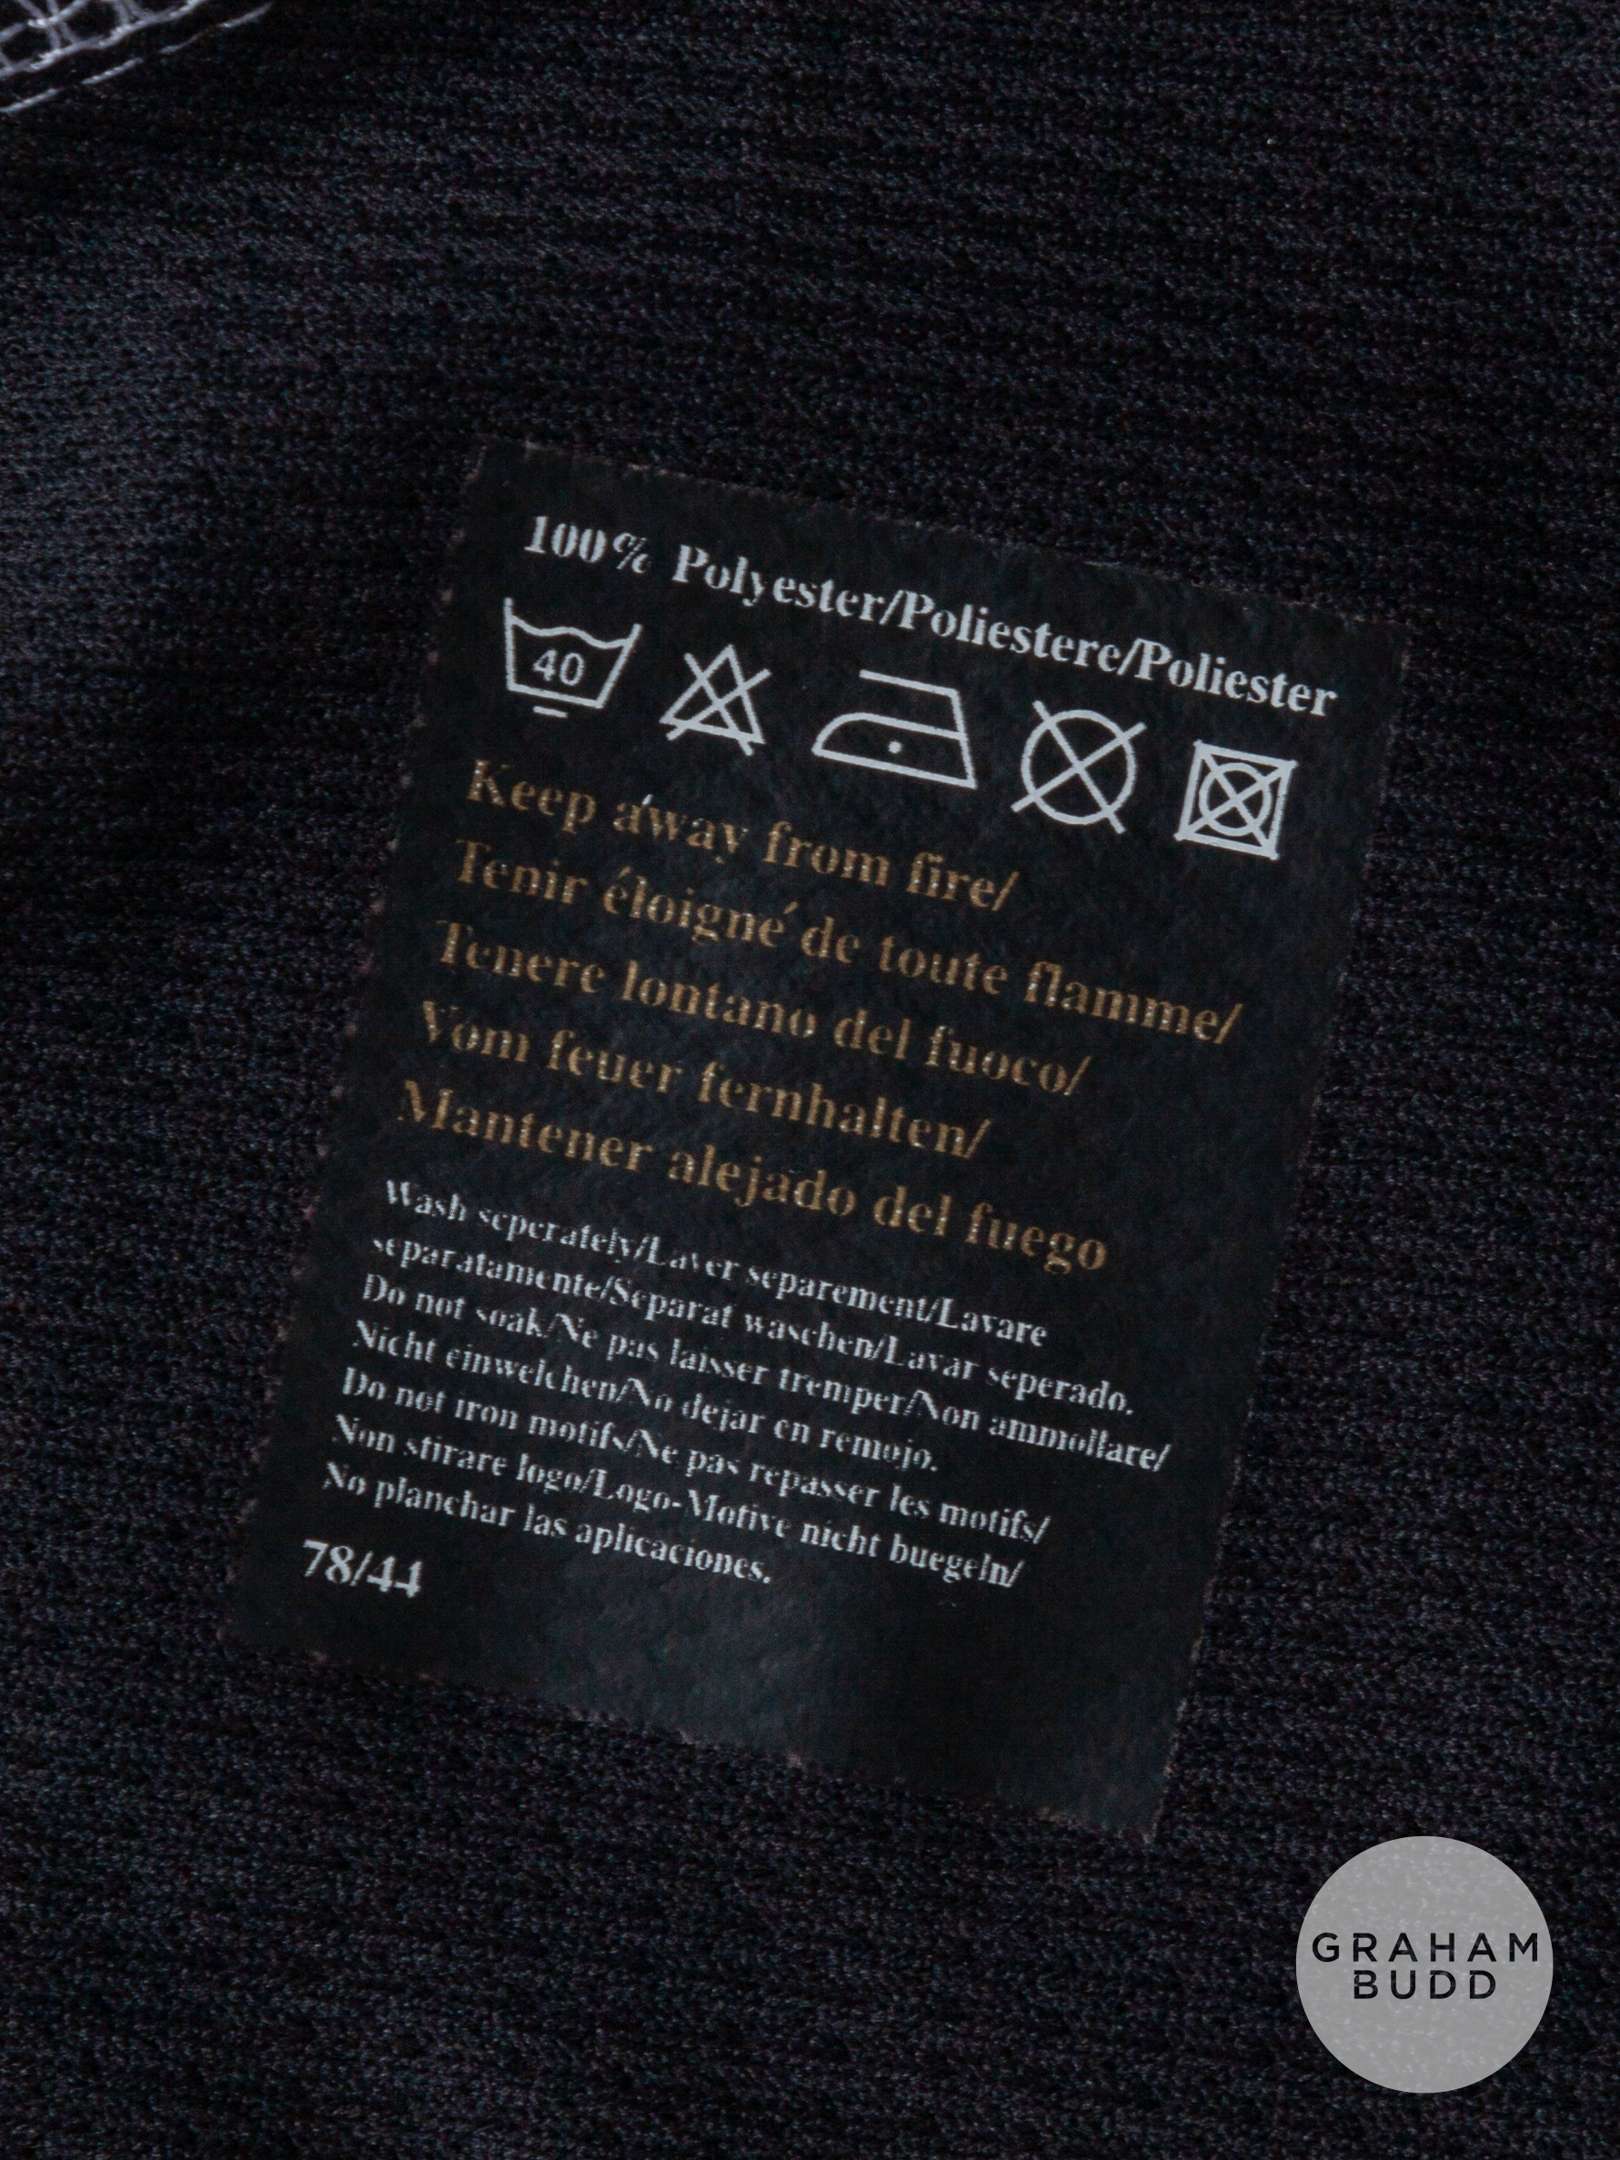 100% Polyester/Poliestere/Poliester
40
Keep away from fire/
Tenir éloigné de toute flamme/
Tenere lontano del fuoco/
Vom feuer fernhalten/
Mantener alejado del fuego
Wash seperately/Laver separement/Lavare
separatamente/Separat waschen/Lavar seperado.
Do not soak/Ne pas laisser tremper/Non ammollare/
Nicht einweichen/No dejar en remojo.
Do not iron motifs/Ne pas repasser les motifs/
Non stirare logo/Logo-Motive nicht buegeln/
No planchar las aplicaciones.
78/44
GRAHAM
BUDD